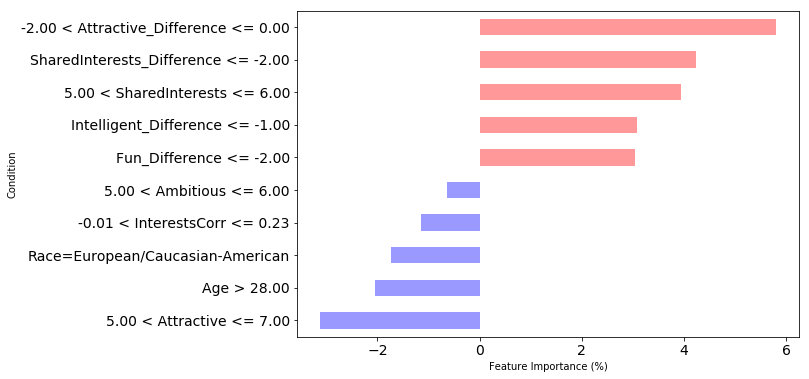 -2.00 < Attractive_Difference <= 0.00
SharedInterests_Difference <= -2.00
5.00 < SharedInterests <= 6.00
Intelligent_Difference <= -1.00
Fun_Difference <= -2.00
5.00 < Ambitious <= 6.00
-0.01 < InterestsCorr <= 0.23
Race=European/Caucasian-American
Age > 28.00
5.00 < Attractive <= 7.00
Condition
−2 0 2 4 6
Feature Importance (%)